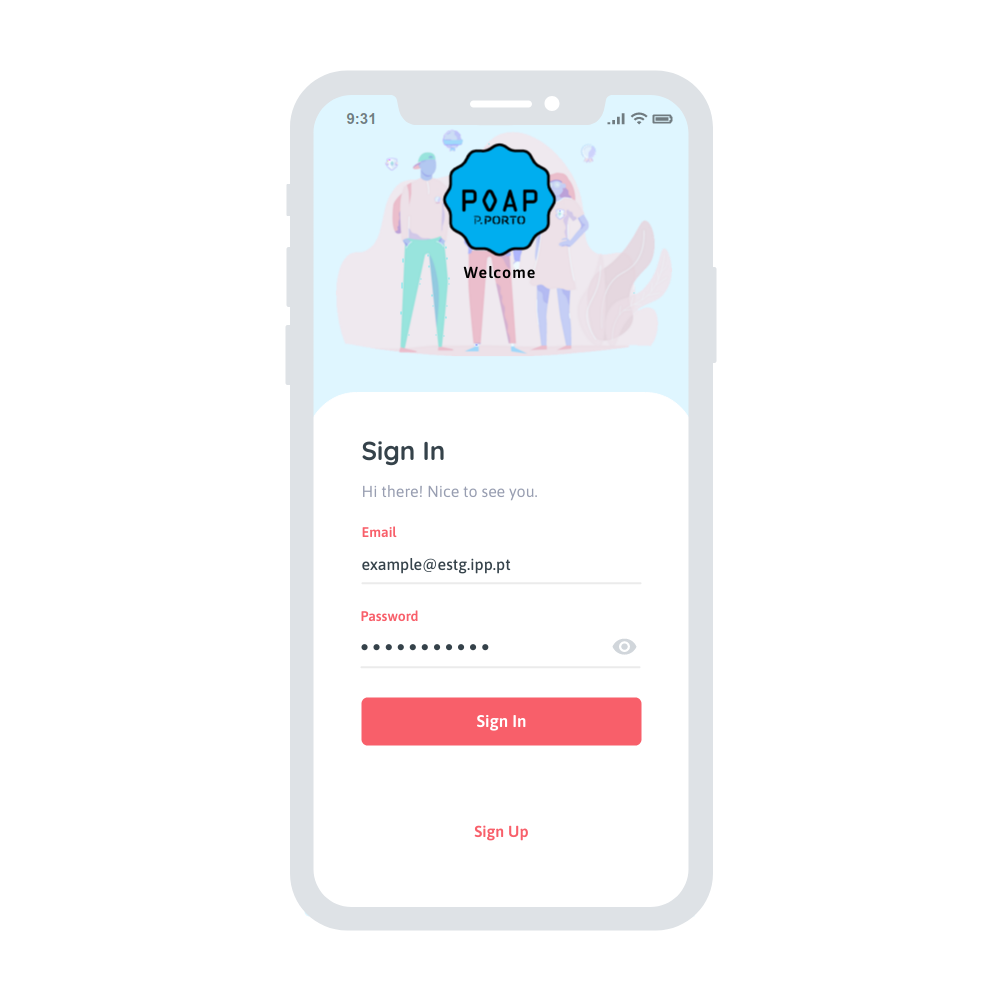 9:31
POAP
P.PORTO
Welcome
Sign In
Hi there! Nice to see you.
Email
example@estg.ipp.pt
Password
Sign In
Sign Up